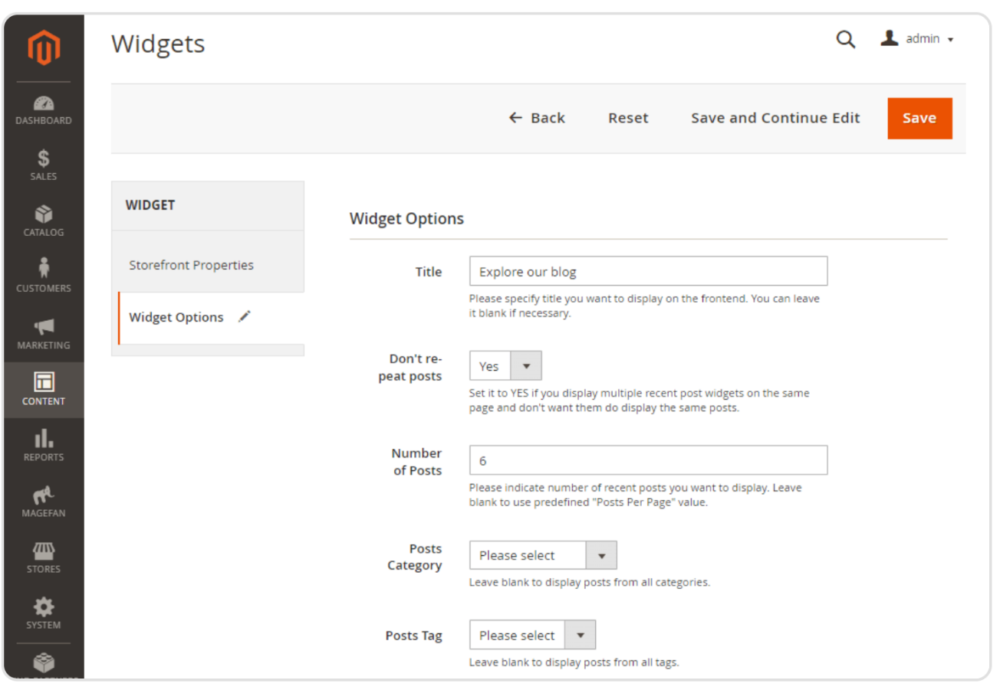 Widgets
admin
DASHBOARD
SALES
CATALOG
CUSTOMERS
MARKETING
CONTENT
REPORTS
MAGEFAN
STORES
SYSTEM
← Back Reset Save and Continue Edit Save
WIDGET
Storefront Properties
Widget Options
Widget Options
Title
Explore our blog
Please specify title you want to display on the frontend. You can leave
it blank if necessary.
Don't re-
peat posts
Yes
Set it to YES if you display multiple recent post widgets on the same
page and don't want them do display the same posts.
Number
of Posts
6
Please indicate number of recent posts you want to display. Leave
blank to use predefined "Posts Per Page" value.
Posts
Category
Please select
Leave blank to display posts from all categories.
Posts Tag
Please select
Leave blank to display posts from all tags.